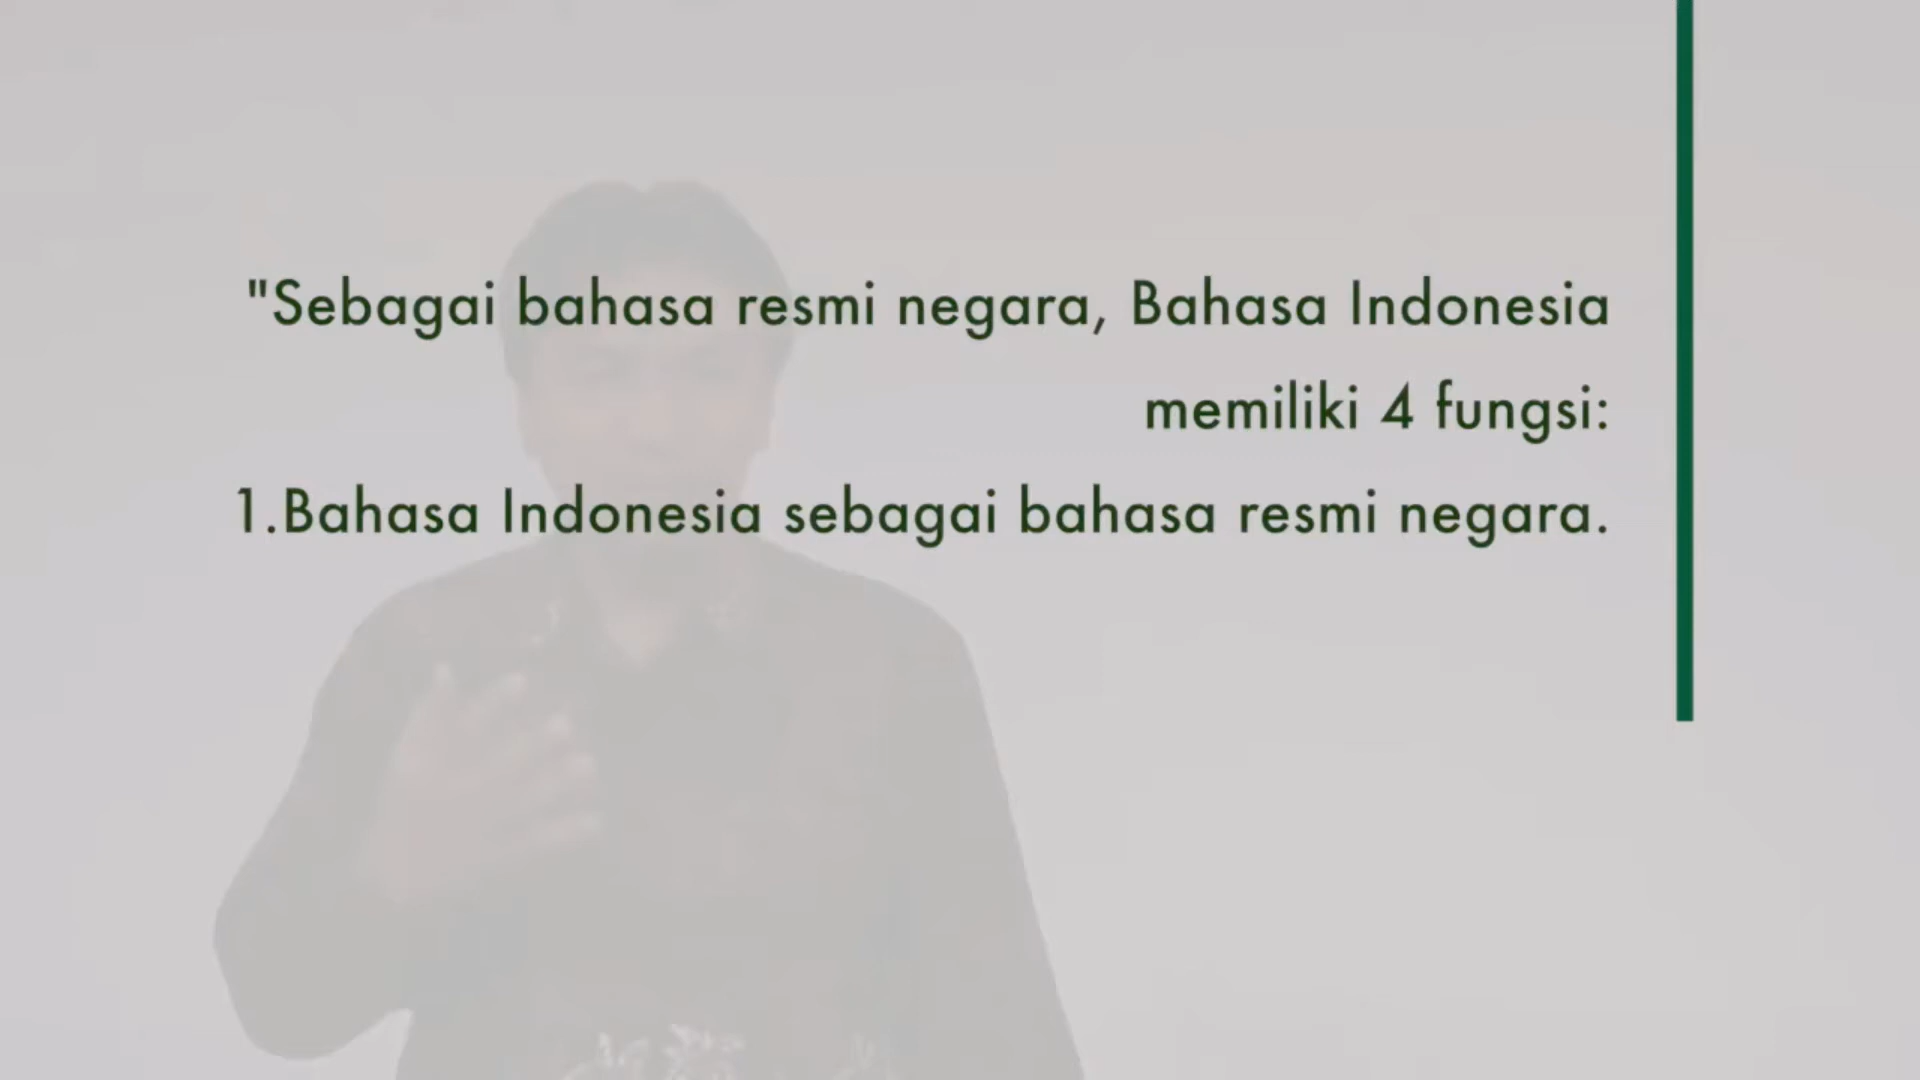 "Sebagai bahasa resmi negara, Bahasa Indonesia
memiliki 4 fungsi:
1.Bahasa Indonesia sebagai bahasa resmi negara.